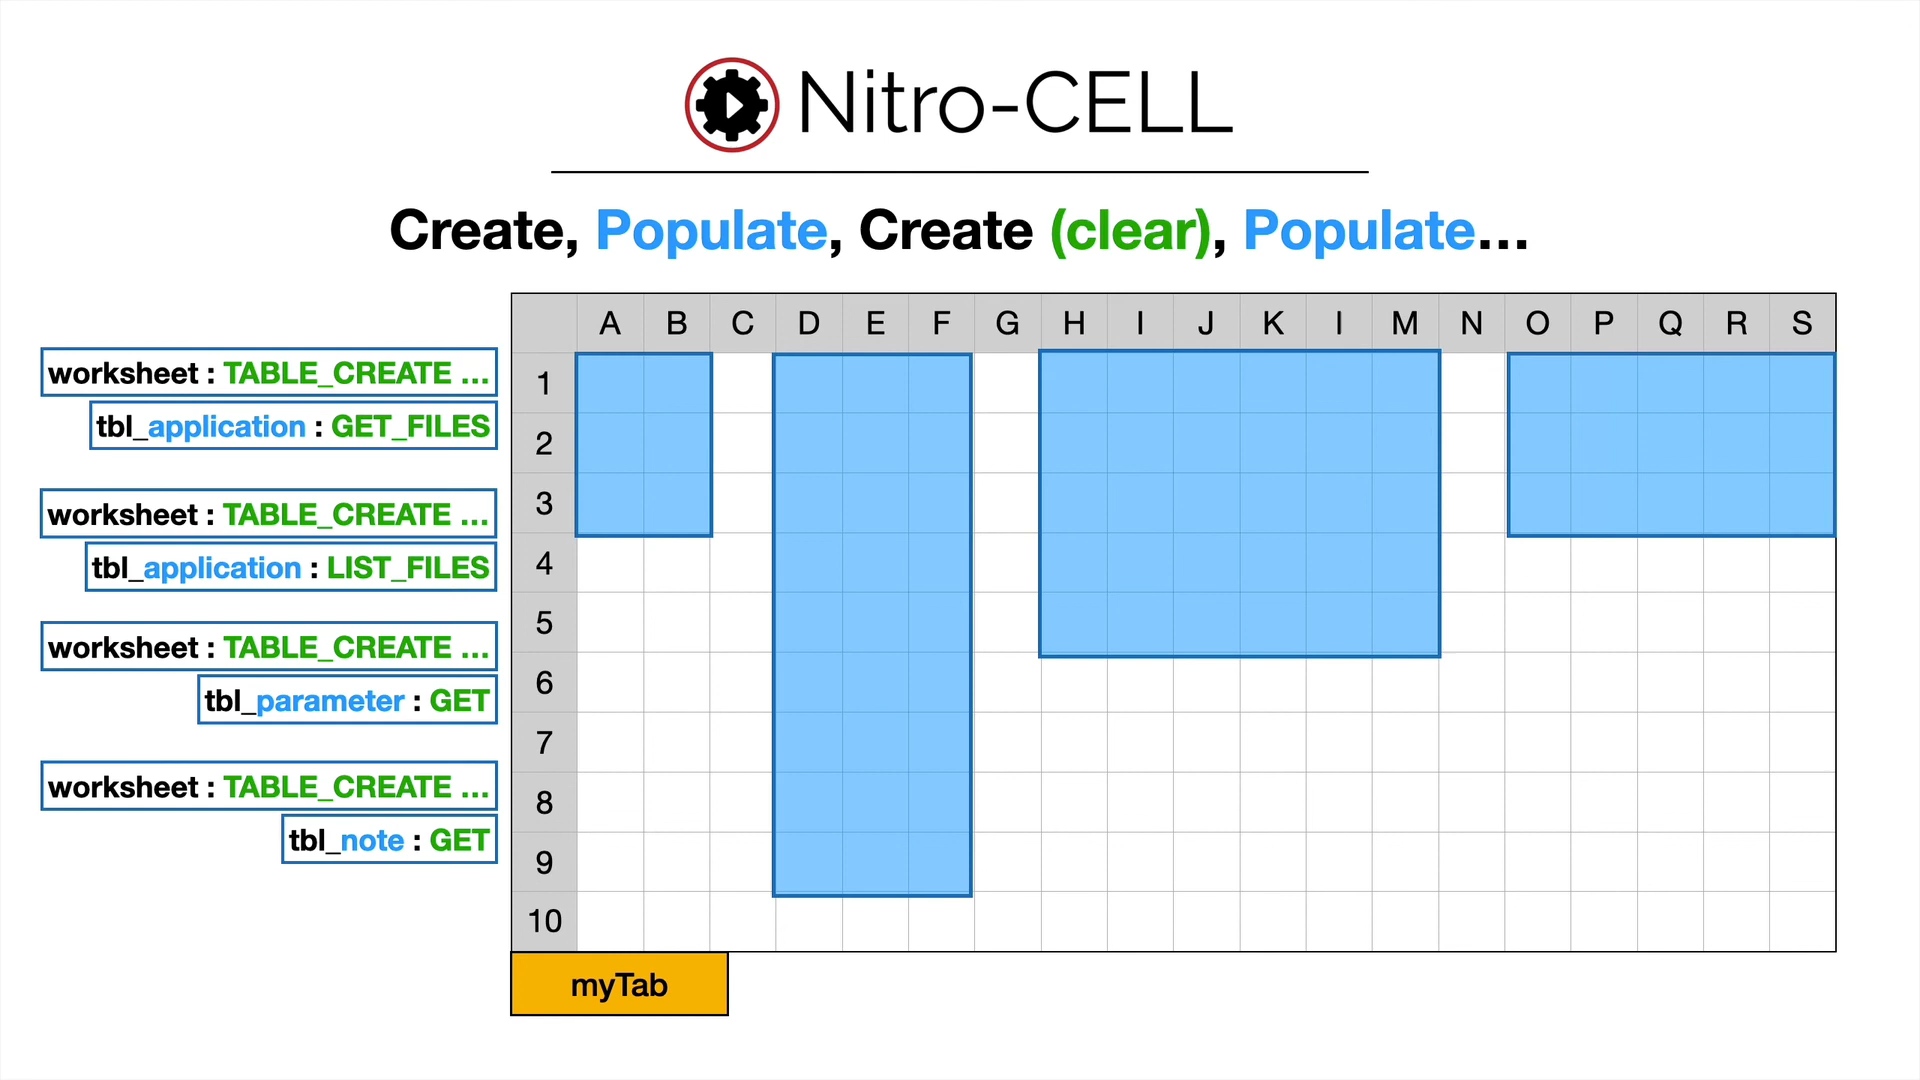 Nitro-CELL
Create, Populate, Create (clear), Populate...
A B C D E F G H I J K I M N O P Q R S
worksheet : TABLE_CREATE ...
tbl_application : GET_FILES
worksheet : TABLE_CREATE ...
tbl_application : LIST_FILES
worksheet : TABLE_CREATE ...
tbl_parameter : GET
worksheet : TABLE_CREATE ...
tbl_note : GET
1
2
3
4
5
6
7
8
9
10
myTab